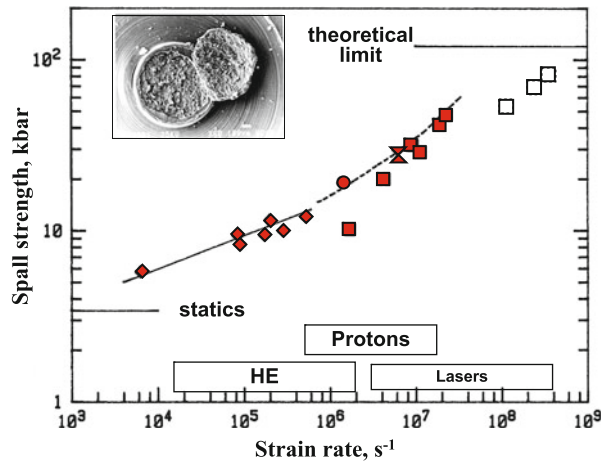 theoretical
limit
10²
Spall strength, kbar
10
statics
Protons
HE
Lasers
1
10³
10⁴
10⁵
10⁶
10⁷
10⁸
10⁹
Strain rate, s⁻¹